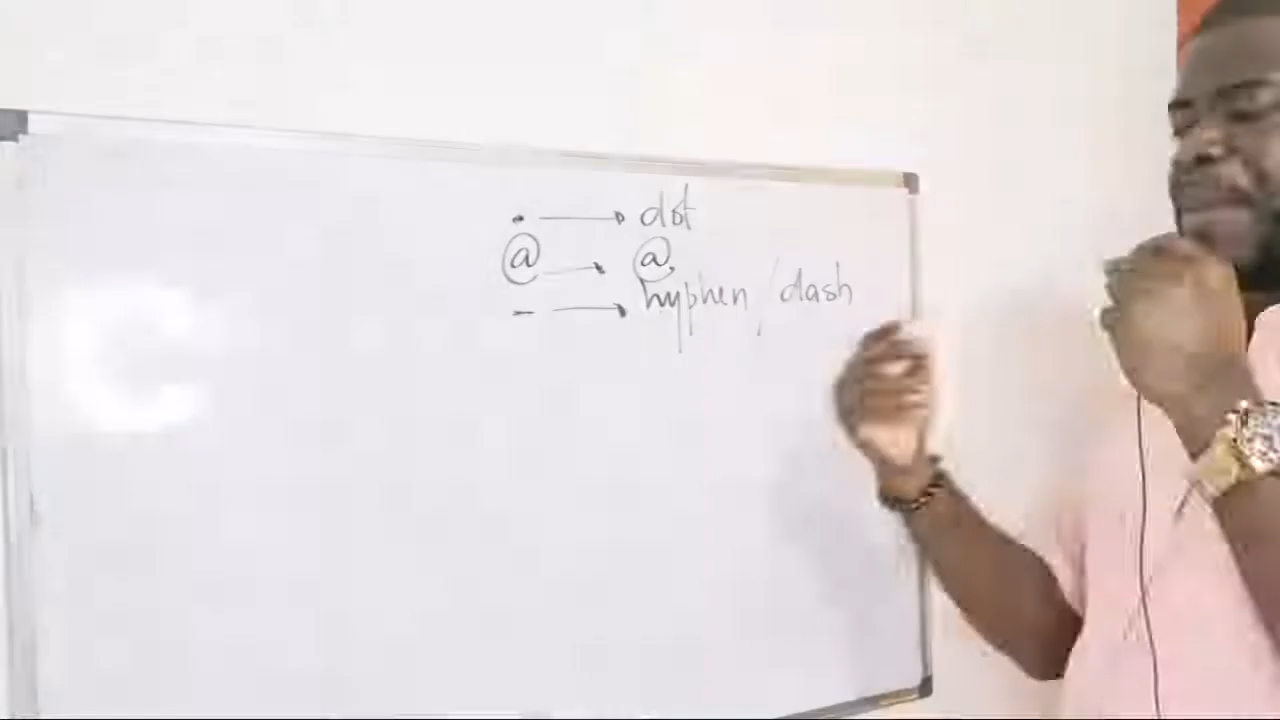 . → dot
@ → @
- → hyphen / dash